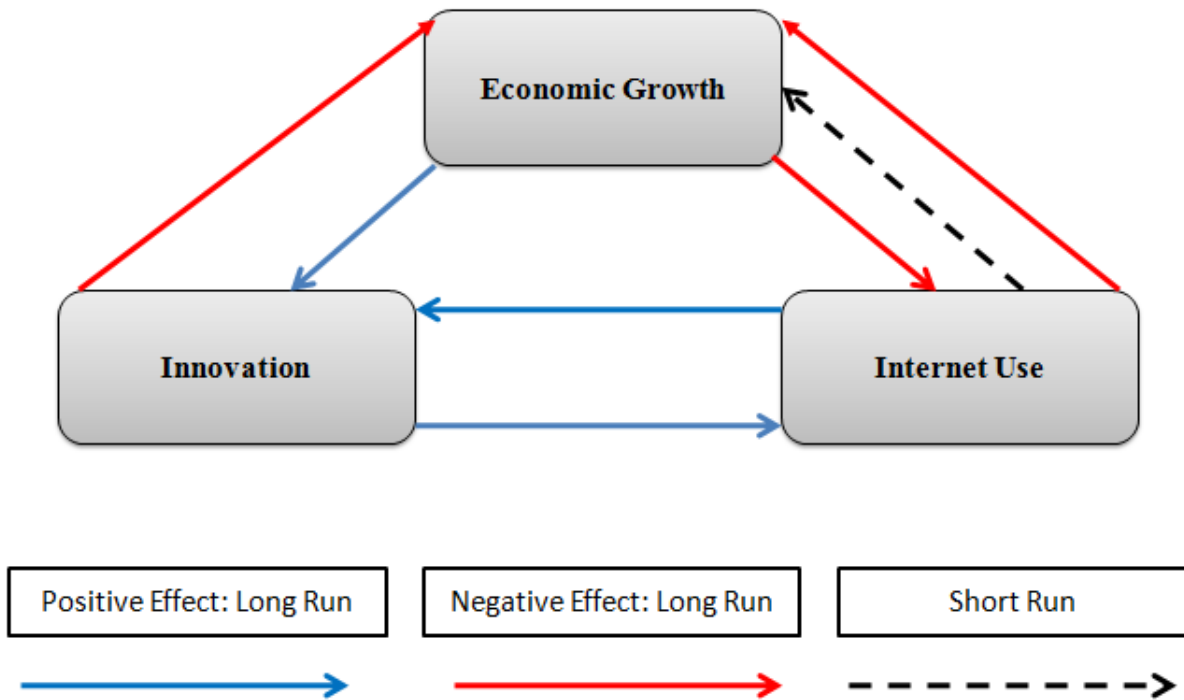 Economic Growth
Innovation
Internet Use
Positive Effect: Long Run
Negative Effect: Long Run
Short Run